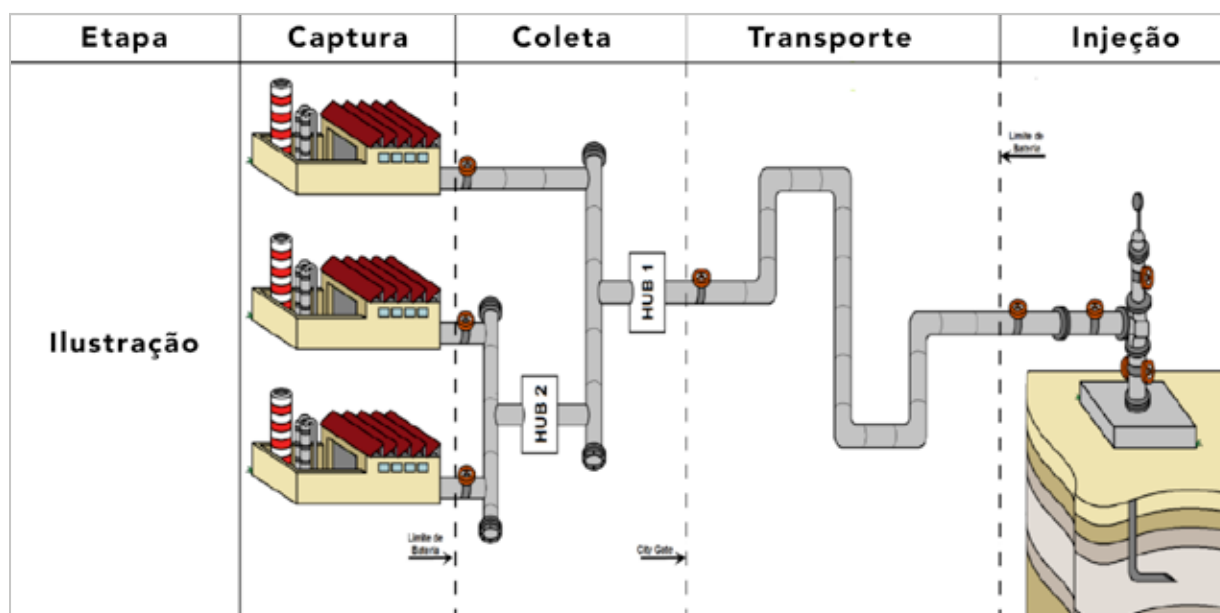 Etapa
Captura
Coleta
Transporte
Injeção
Ilustração
HUB 1
HUB 2
Limite de
Bateria
Limite de
Bateria
City Gate